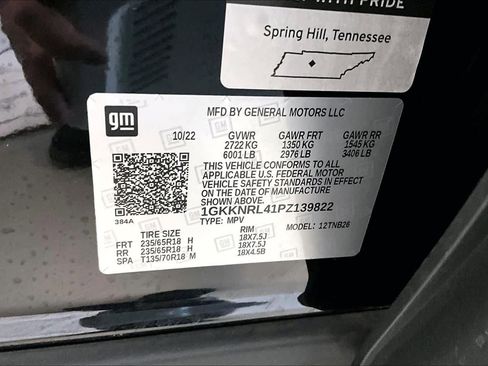 WITH PRIDE
Spring Hill, Tennessee
gm
MFD BY GENERAL MOTORS LLC
10/22 GVWR GAWR FRT GAWR RR
2722 KG 1350 KG 1545 KG
6001 LB 2976 LB 3406 LB
THIS VEHICLE CONFORMS TO ALL
APPLICABLE U.S. FEDERAL MOTOR
VEHICLE SAFETY STANDARDS IN EFFECT
ON THE DATE OF MANUFACTURE
SHOWN ABOVE.
384A
1GKKNRL41PZ139822
TYPE: MPV
MODEL: 12TNB26
TIRE SIZE RIM
FRT 235/65R18 H 18X7.5J
RR 235/65R18 H 18X7.5J
SPA T135/70R18 M 18X4.5B